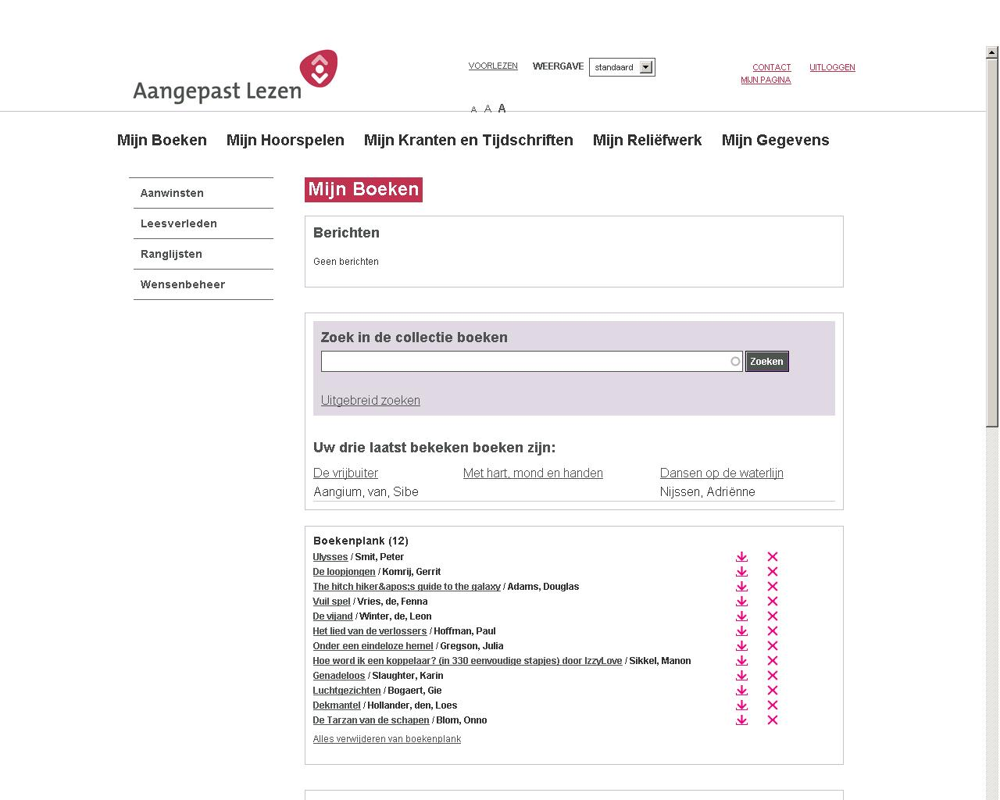 Aangepast Lezen
VOORLEZEN WEERGAVE standaard CONTACT UITLOGGEN
MIJN PAGINA
A A A
Mijn Boeken Mijn Hoorspelen Mijn Kranten en Tijdschriften Mijn Reliëfwerk Mijn Gegevens
Aanwinsten
Leesverleden
Ranglijsten
Wensenbeheer
Mijn Boeken
Berichten
Geen berichten
Zoek in de collectie boeken
Zoeken
Uitgebreid zoeken
Uw drie laatst bekeken boeken zijn:
De vrijbuiter Met hart, mond en handen Dansen op de waterlijn
Aangium, van, Sibe Nijssen, Adriënne
Boekenplank (12)
Ulysses / Smit, Peter
De loopjongen / Komrij, Gerrit
The hitch hiker&apos;s guide to the galaxy / Adams, Douglas
Vuil spel / Vries, de, Fenna
De vijand / Winter, de, Leon
Het lied van de verlossers / Hoffman, Paul
Onder een eindeloze hemel / Gregson, Julia
Hoe word ik een koppelaar? (in 330 eenvoudige stapjes) door IzzyLove / Sikkel, Manon
Genadeloos / Slaughter, Karin
Luchtgezichten / Bogaert, Gie
Dekmantel / Hollander, den, Loes
De Tarzan van de schapen / Blom, Onno
Alles verwijderen van boekenplank